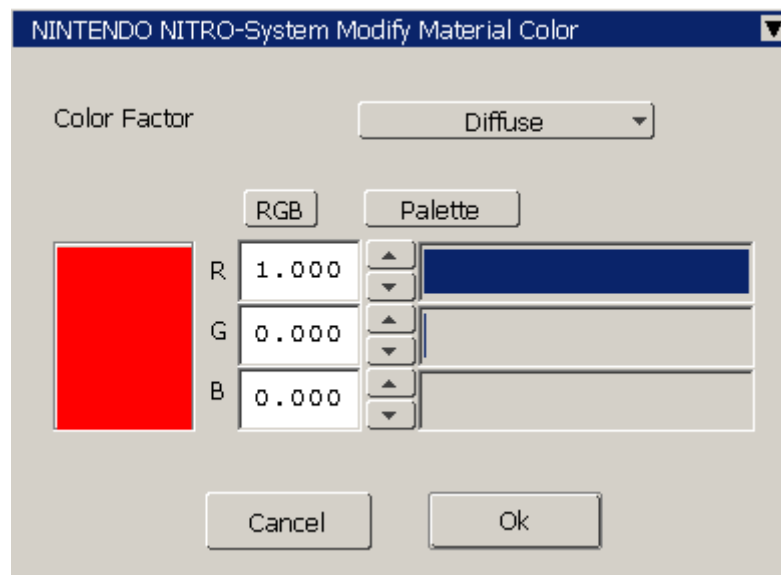 NINTENDO NITRO-System Modify Material Color
Color Factor Diffuse
RGB Palette
R 1.000
G 0.000
B 0.000
Cancel Ok